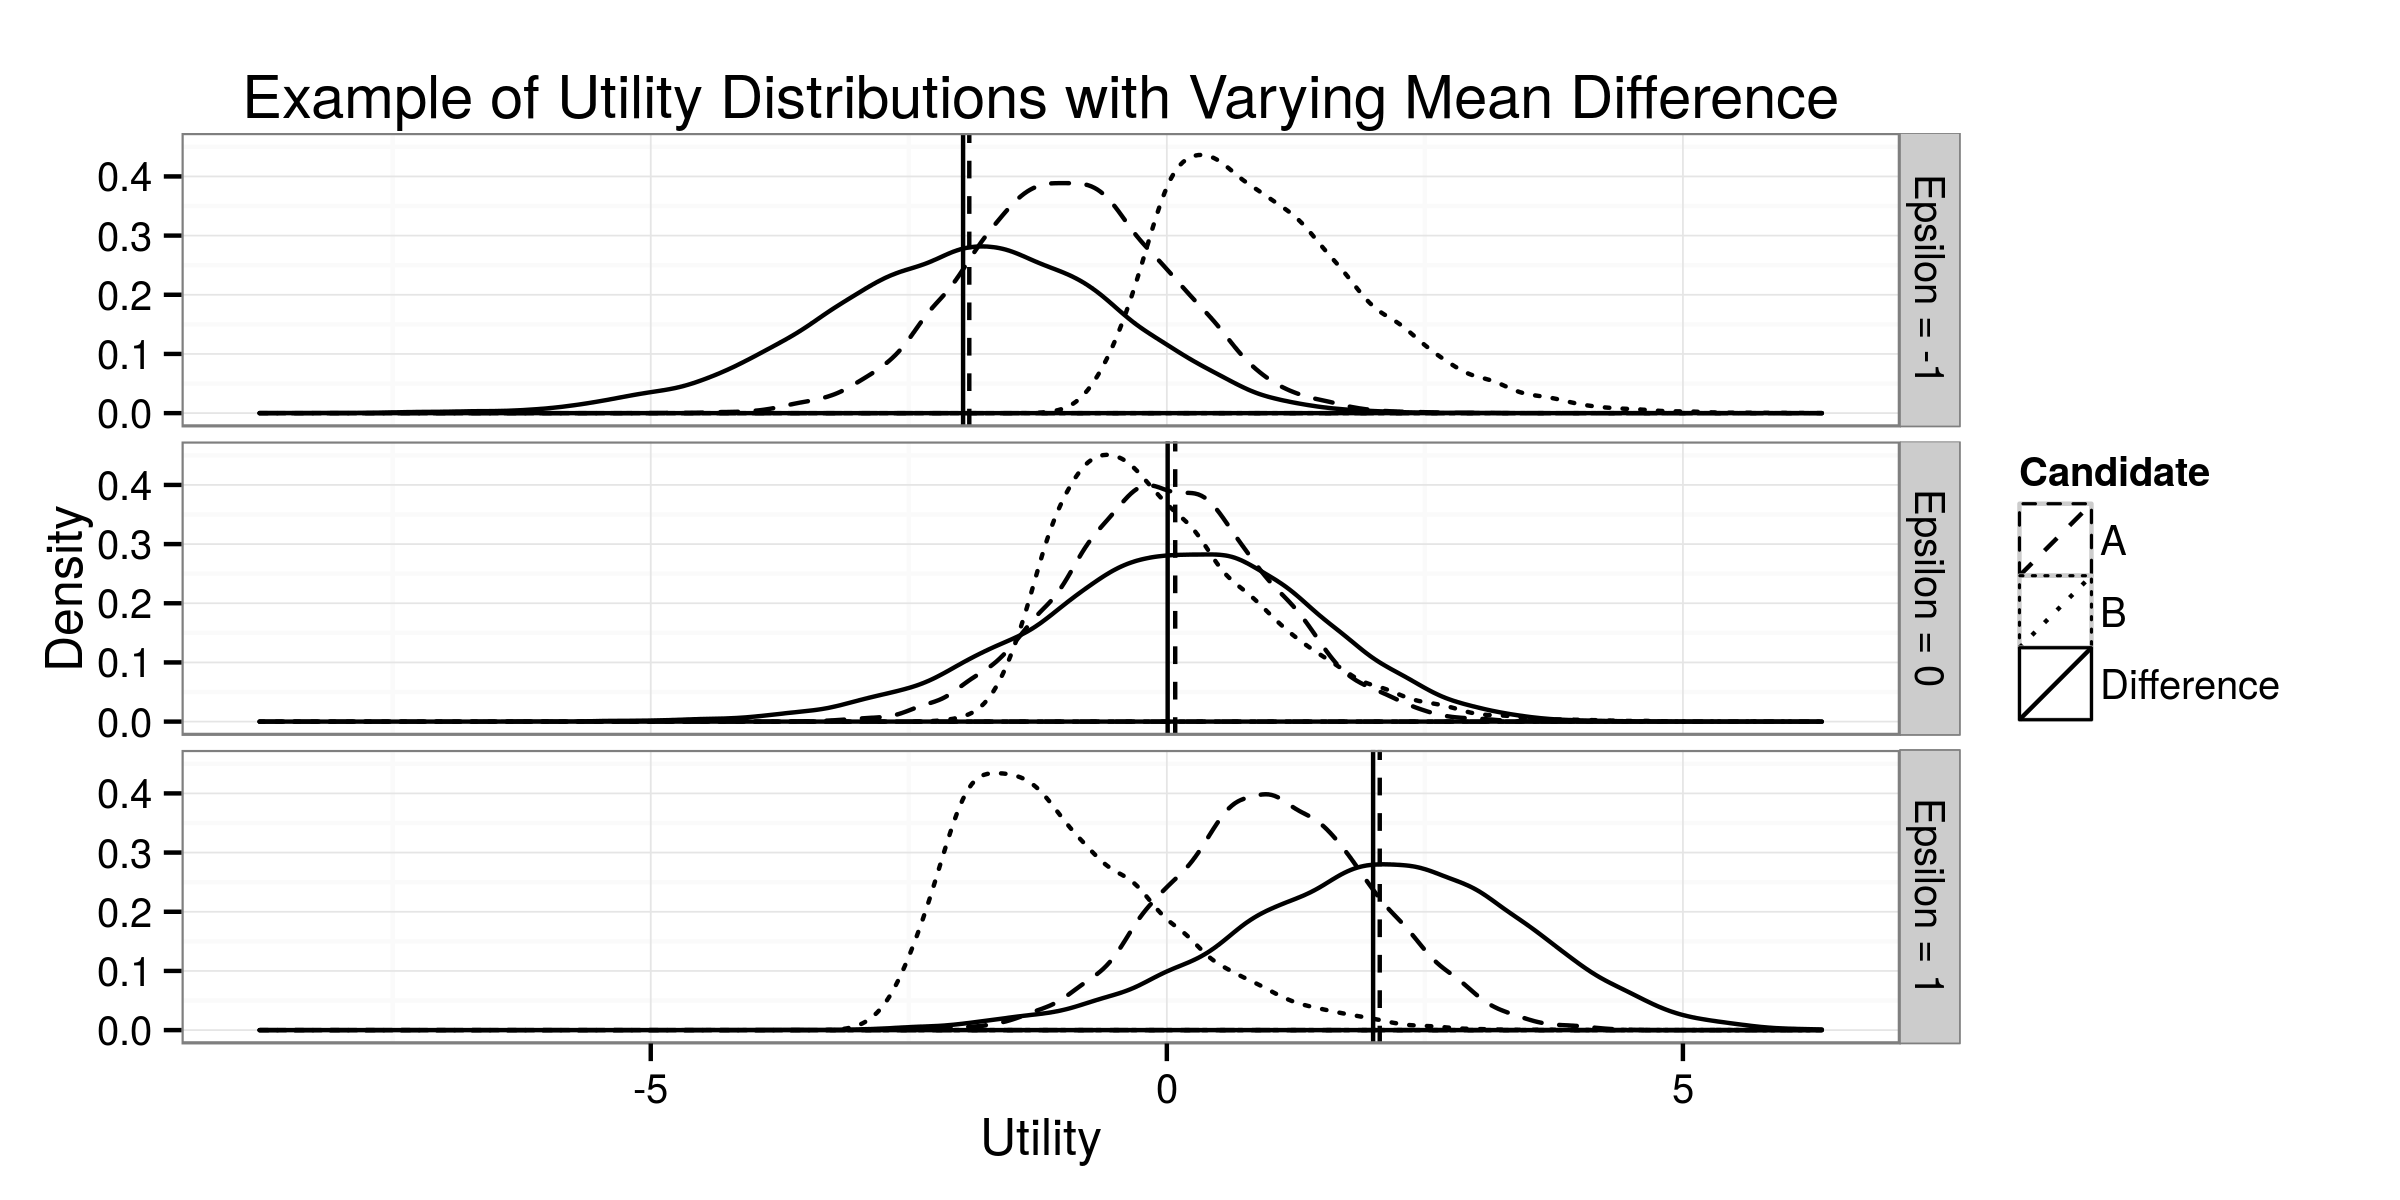 Example of Utility Distributions with Varying Mean Difference
0.4
0.3
0.2
0.1
0.0
Epsilon = -1
0.4
0.3
0.2
0.1
0.0
Epsilon = 0
0.4
0.3
0.2
0.1
0.0
Epsilon = 1
Density
-5
0
5
Utility
Candidate
A
B
Difference